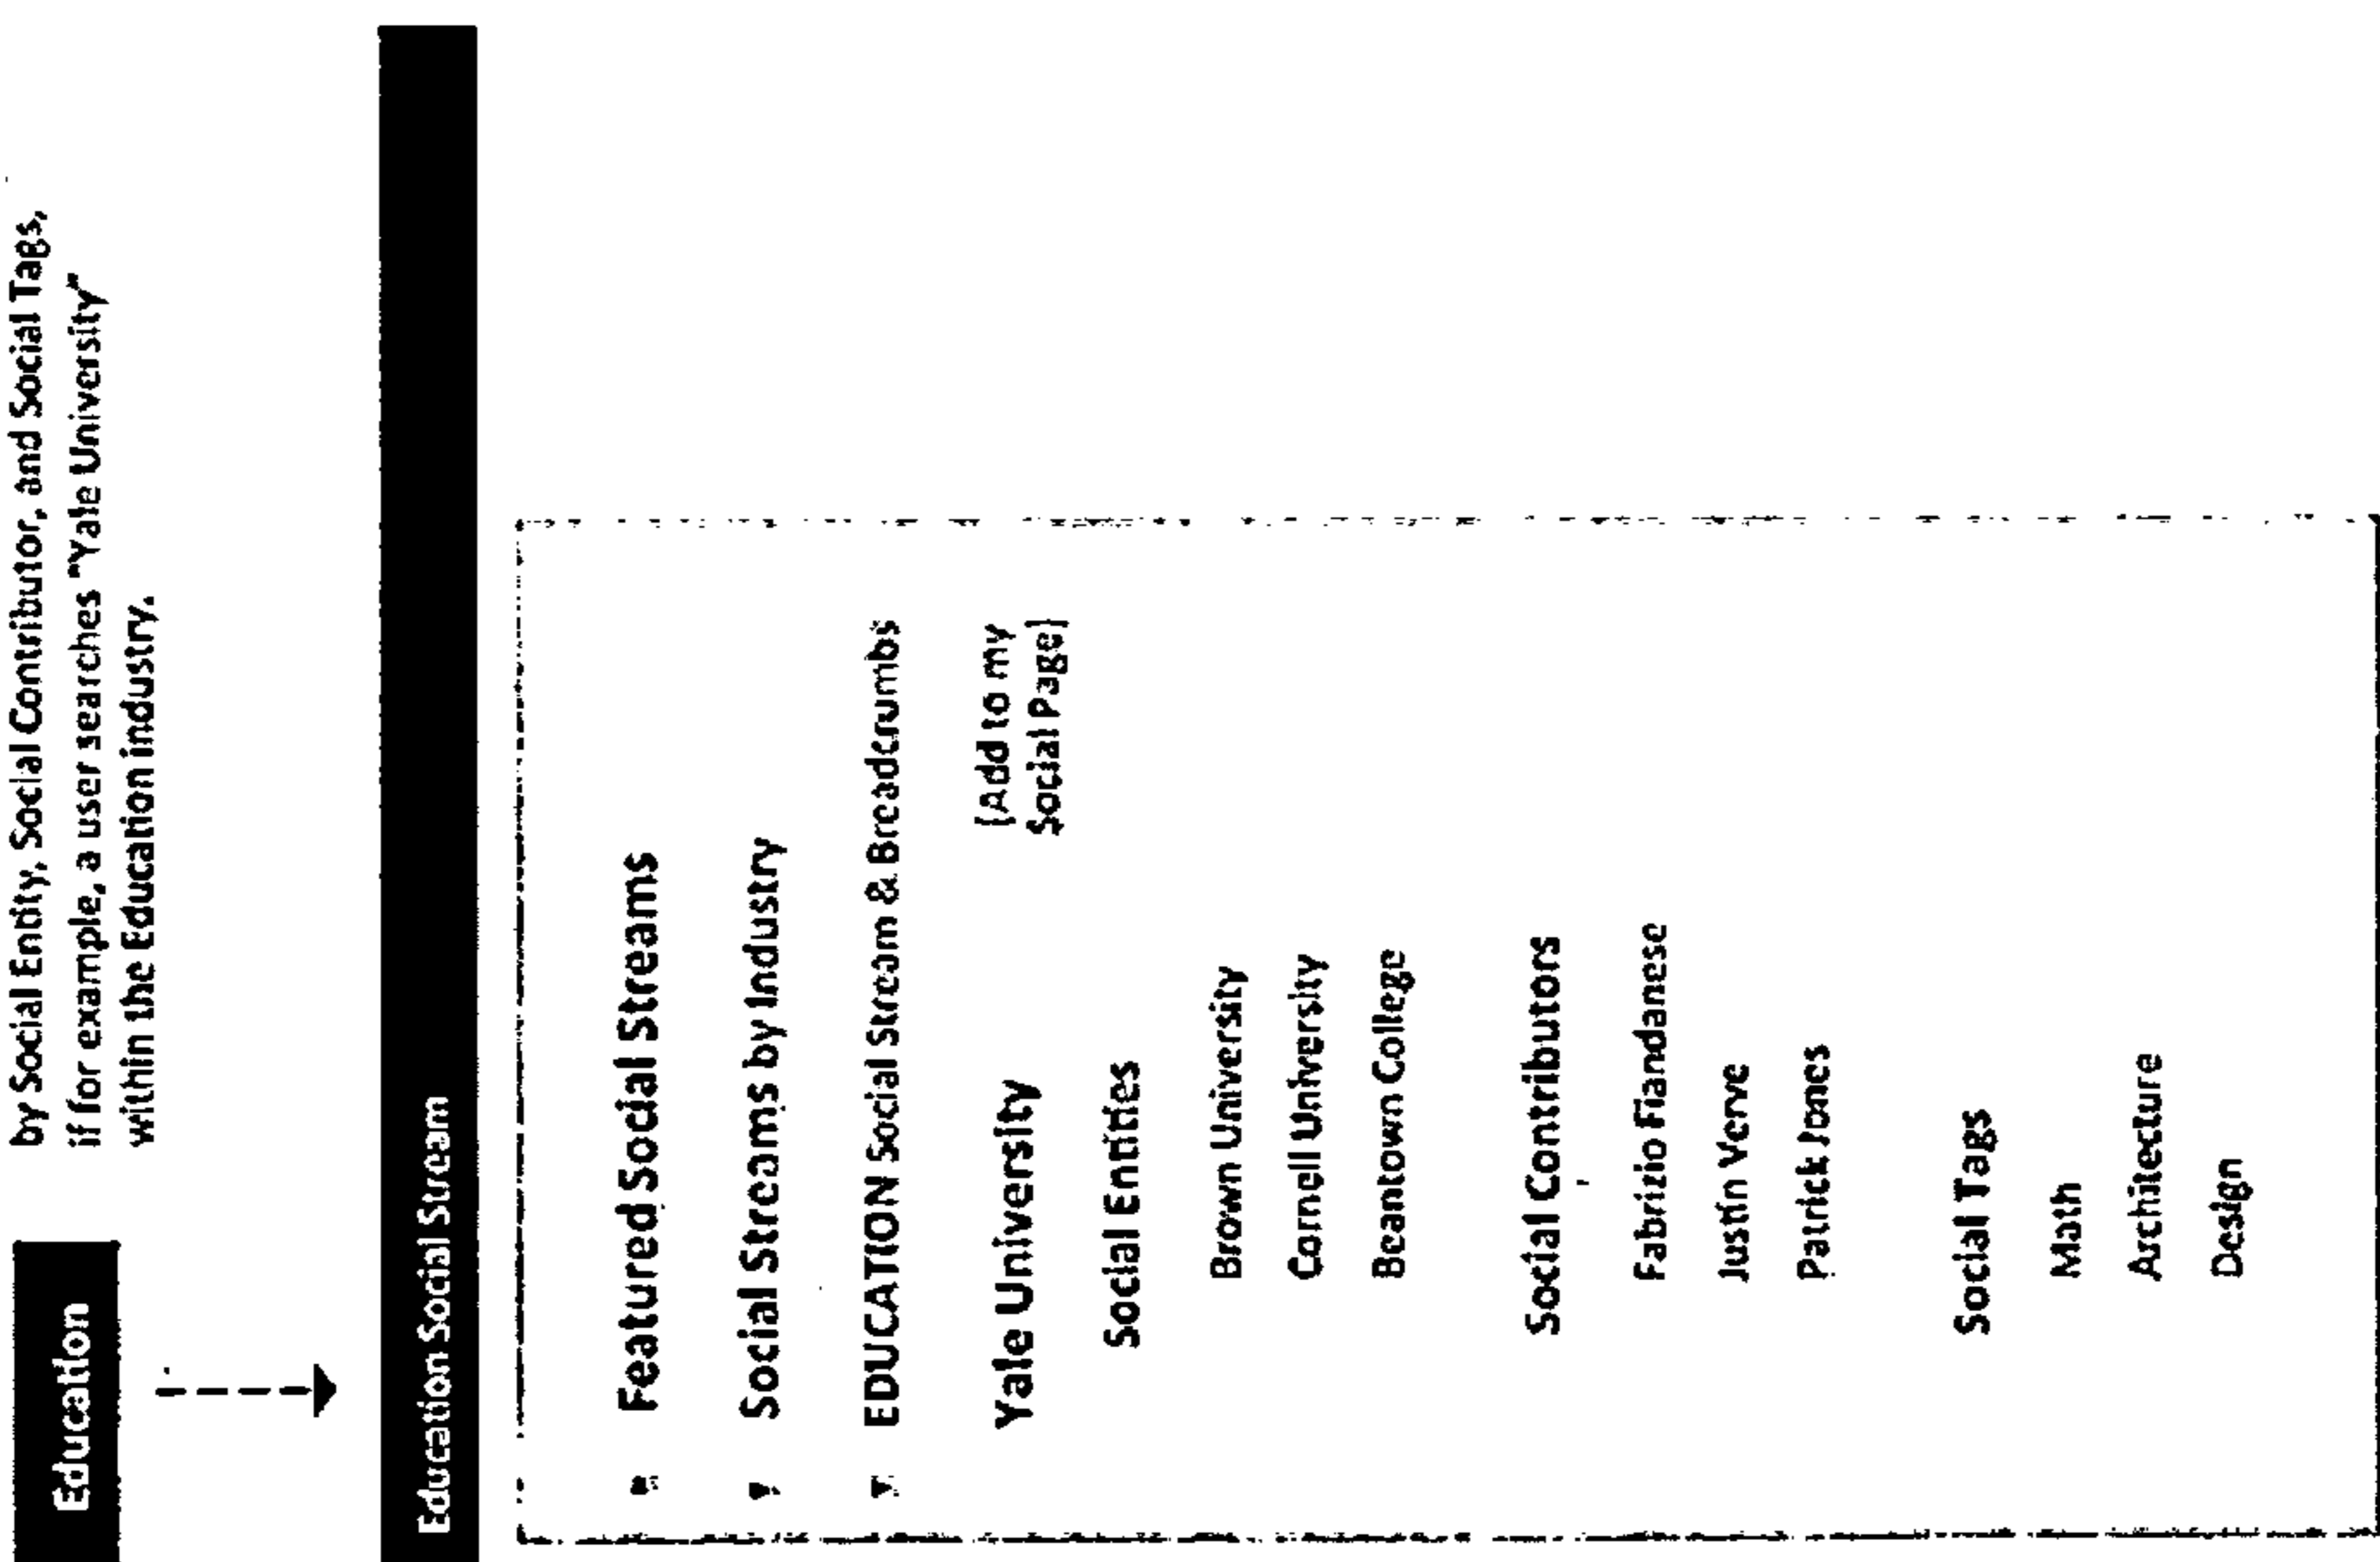 by Social Entity, Social Contributor, and Social Tags,
if for example, a user searches "Yale University"
within the Education industry.
Education
Education Social Stream
Featured Social Streams
Social Streams by Industry
EDUCATION Social Stream & Breadcrumbs
Yale University
[Add to my
Social Page]
Social Entities
Brown University
Cornell University
Beantown College
Social Contributors
Fabrizio Fiandanese
Justin Verve
Patrick Jones
Social Tags
Math
Architecture
Design